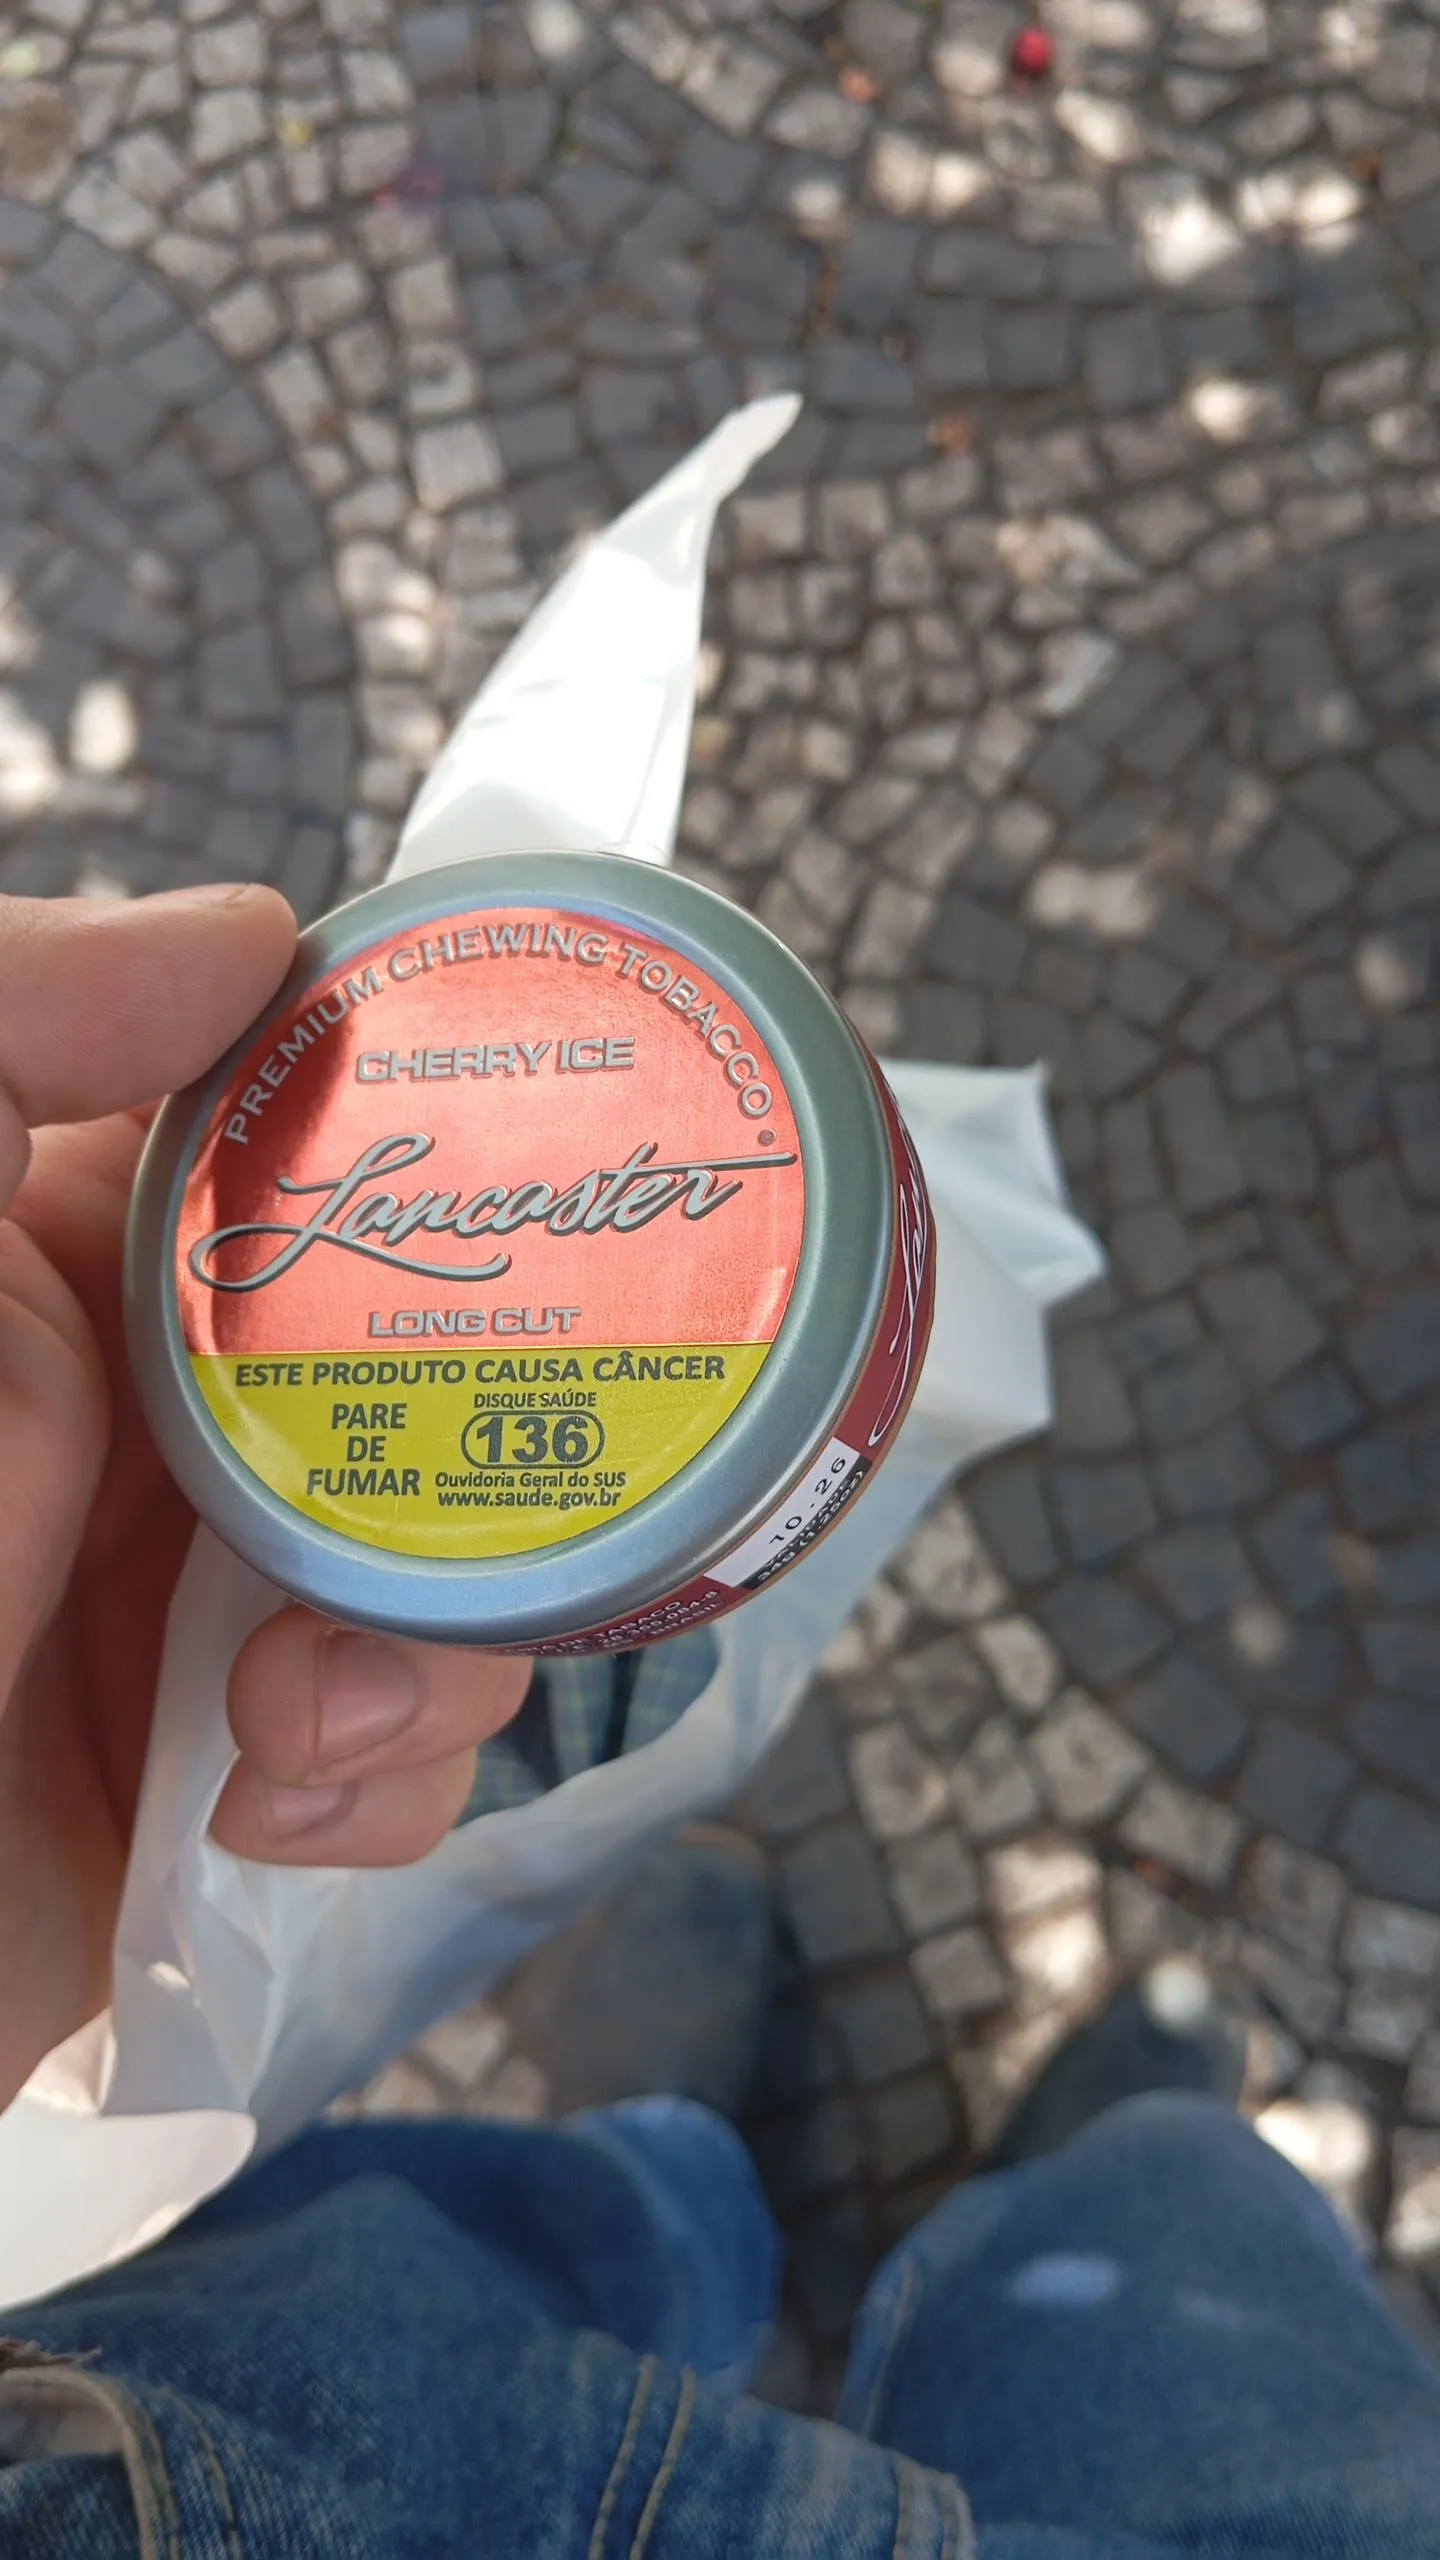 PREMIUM CHEWING TOBACCO
CHERRY ICE
Lancaster
LONG CUT
ESTE PRODUTO CAUSA CÂNCER
PARE
DE
FUMAR
DISQUE SAÚDE
136
Ouvidoria Geral do SUS
www.saude.gov.br
10 . 26